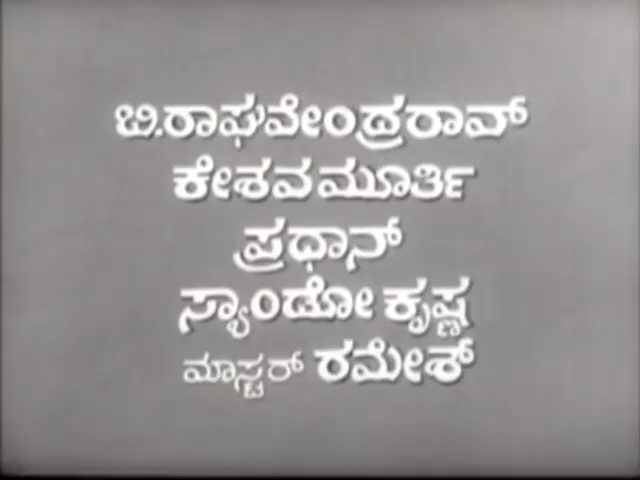 ಬಿ.ರಾಘವೇಂದ್ರರಾವ್
ಕೇಶವಮೂರ್ತಿ
ಪ್ರಧಾನ್
ಸ್ಯಾಂಡೋ ಕೃಷ್ಣ
ಮಾಸ್ಟರ್ ರಮೇಶ್